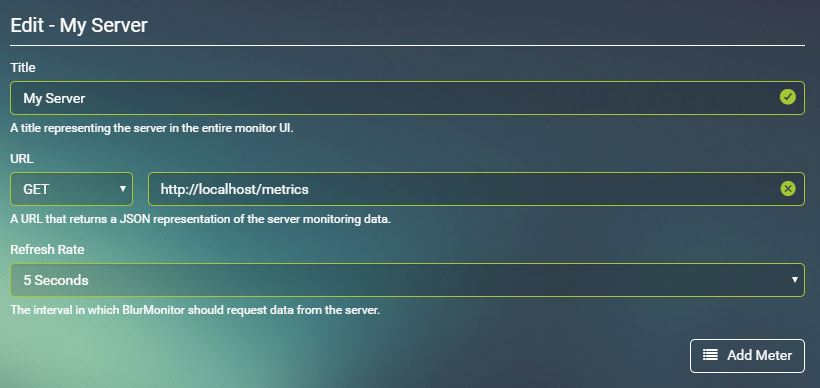 Edit - My Server
Title
My Server
A title representing the server in the entire monitor UI.
URL
GET http://localhost/metrics
A URL that returns a JSON representation of the server monitoring data.
Refresh Rate
5 Seconds
The interval in which BlurMonitor should request data from the server.
Add Meter